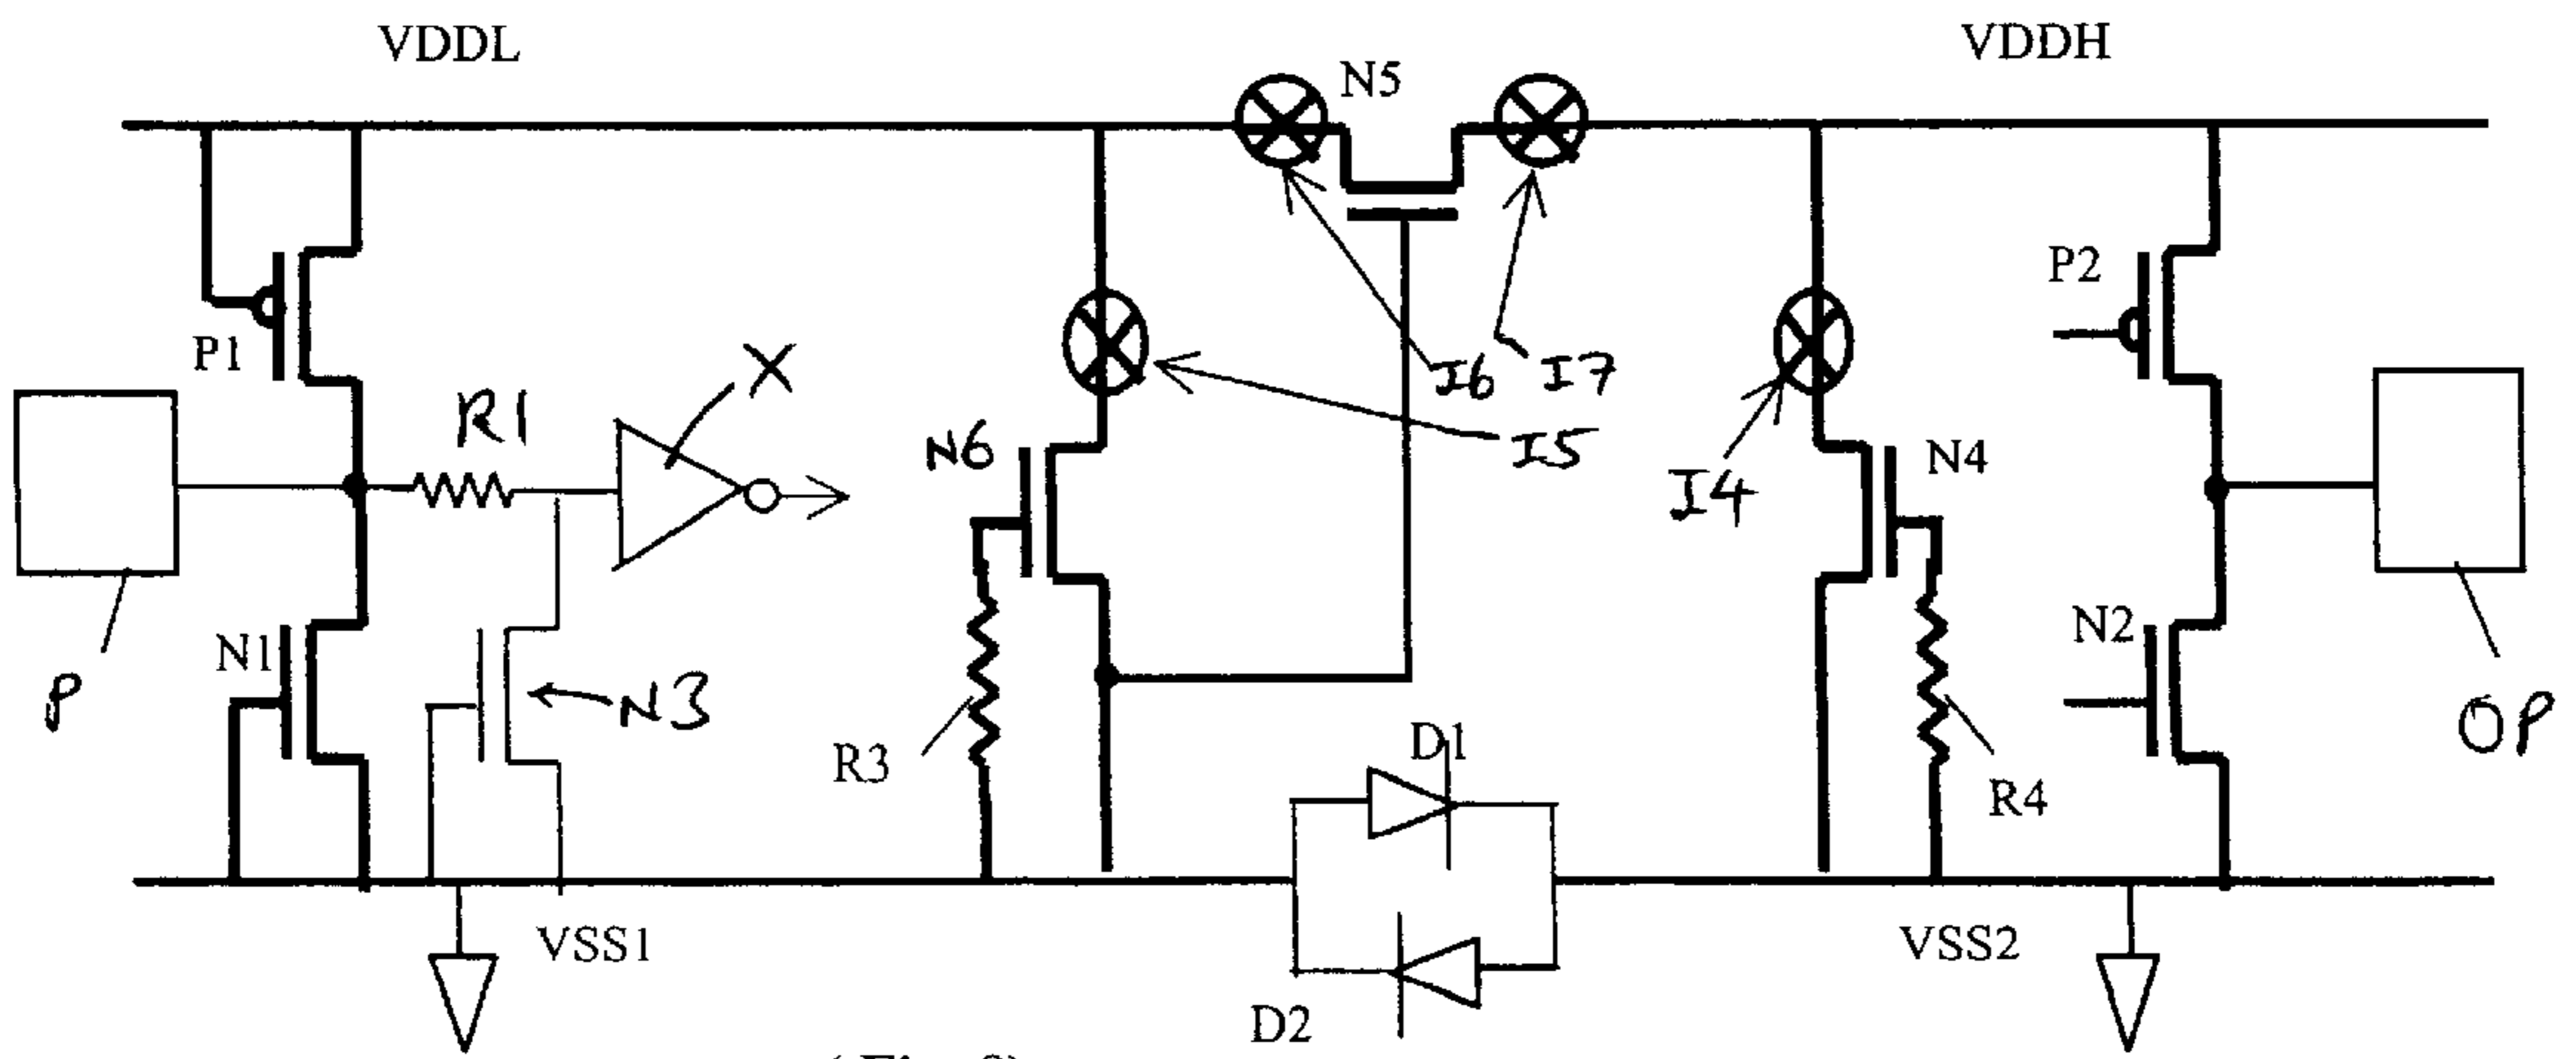 VDDL
VDDH
N5
P2
P1
X
R1
I6
I7
N6
I5
I4
N4
N1
N2
N3
P
R3
D1
R4
OP
VSS1
VSS2
D2